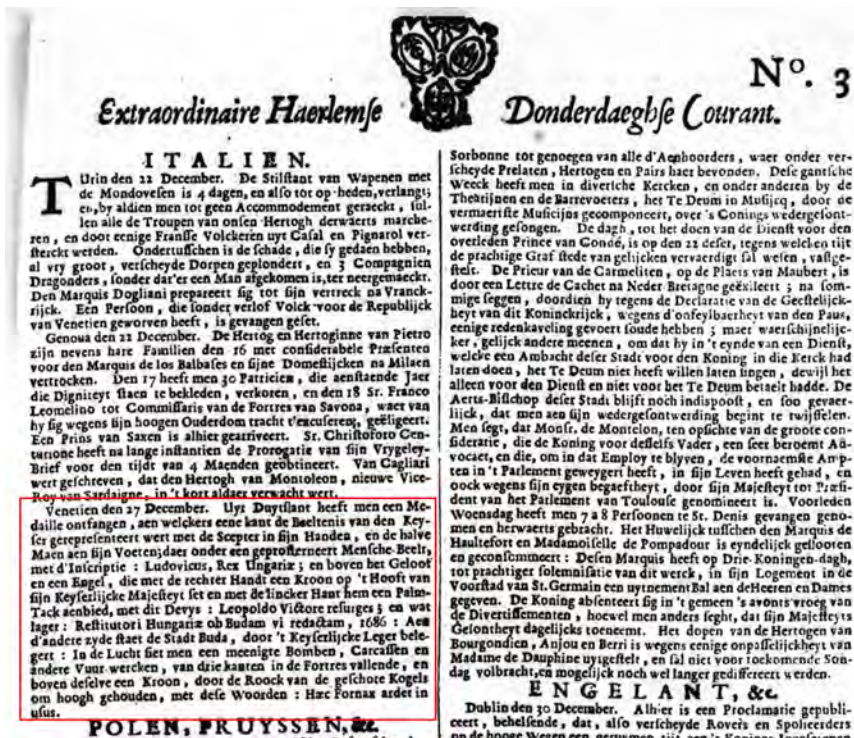 Nº. 3
Extraordinaire Haerlemse Donderdaeghse Courant.
ITALIEN.
TUrin den 22 December. De Stilstant van Wapenen met
de Mondovesen is 4 dagen, en also tot op heden, verlangt;
en, by aldien men tot geen Accommodement geraeckt, sul-
len alle de Troupen van onsen Hertogh derwaerts marche-
ren, en door eenige Franſſe Volckeren uyt Casal en Pignarol ver-
sterckt werden. Ondertusschen is de schade, die sy gedaen hebben,
al vry groot, verscheyde Dorpen geplondert, en 3 Compagnien
Dragonders, sonder dat'er een Man afgekomen is, ter neergemaeckt.
Den Marquis Dogliani prepareert sig tot sijn vertreck na Vranck-
rijck. Een Persoon, die sonder verlof Volck voor de Republijck
van Venetien geworven heeft, is gevangen geset.
Genoua den 22 December. De Hertog en Hertoginne van Pietro
zijn nevens hare Familien den 16 met considerable Præsenten
voor den Marquis de los Balbases en sijne Domestijcken na Milaen
vertrocken. Den 17 heeft men 30 Patricien, die aenstaende Jaer
die Digniteyt staen te bekleden, verkoren, en den 18 Sr. Franco
Leomelino tot Commissaris van de Fortres van Savona, waer van
hy sig wegens sijn hoogen Ouderdom tracht t'excuseren, geëligeert.
Een Prins van Saxen is alhier gearriveert. Sr. Christoforo Cen-
turione heeft na lange instantien de Prorogatie van sijn Vrygeley-
Brief voor den tijdt van 4 Maenden geobtineert. Van Cagliari
wert geschreven, dat den Hertogh van Montoleon, nieuwe Vice-
Roy van Sardaigne, in 't kort aldaer verwacht wert.
Venetien den 27 December. Uyt Duytslant heeft men een Me-
daille ontfangen, aen welckers eene kant de Beeltenis van den Key-
ser gerepresenteert wert met de Scepter in sijn Handen, en de halve
Maen aen sijn Voeten; daer onder een geprosterneert Mensche-Beelt,
met d'Inscriptie : Ludovicus, Rex Ungariæ; en boven het Geloof
en een Engel, die met de rechter Handt een Kroon op 't Hooft van
sijn Keyserlijcke Majesteyt set en met de lincker Hant hem een Palm-
Tack aenbied, met dit Devys : Leopoldo Victore resurges; en wat
lager : Restitutori Hungariæ ob Budam vi redactam, 1686 : Aen
d'andere zyde staet de Stadt Buda, door 't Keyserlijcke Leger bele-
gert : In de Lucht siet men een meenigte Bomben, Carcassen en
andere Vuur-wercken, van drie kanten in de Fortres vallende, en
boven deselve een Kroon, door de Roock van de geschote Kogels
om hoogh gehouden, met dese Woorden : Hæc Fornax ardet in
usus.
POLEN, PRUYSSEN, &c.
Sorbonne tot genoegen van alle d'Aenhoorders, waer onder ver-
scheyde Prelaten, Hertogen en Pairs haer bevonden. Dese gantsche
Weeck heeft men in diversche Kercken, en onder anderen by de
Theatijnen en de Barrevoeters, het Te Deum in Musijcq, door de
vermaertste Musicijns gecomponeert, over 's Conings wedergesont-
werding gesongen. De dagh, tot het doen van de Dienst voor den
overleden Prince van Condé, is op den 22 deser, tegens welcken tijt
de prachtige Graf stede van gelijcken vervaerdigt sal wesen, vastge-
stelt. De Prieur van de Carmeliten, op de Plaets van Maubert, is
door een Lettre de Cachet na Neder Bretagne geëxileert; na som-
mige seggen, doordien hy tegens de Declaratie van de Geestelijck-
heyt van dit Koninckrijck, wegens d'onfeylbaerheyt van den Paus,
eenige redenkaveling gevoert soude hebben; maer waerschijnelijc-
ker, gelijck andere meenen, om dat hy in 't eynde van een Dienst,
welcke een Ambacht deser Stadt voor den Koning in die Kerck had
laten doen, het Te Deum niet heeft willen laten singen, dewijl het
alleen voor den Dienst en niet voor het Te Deum betaelt hadde. De
Aerts-Bisschop deser Stadt blijft noch indispoost, en soo gevaer-
lijck, dat men aen sijn wedergesontwerding begint te twijffelen.
Men segt, dat Monsr. de Montelon, ten opsichte van de groote con-
sideratie, die de Koning voor desselfs Vader, een seer beroemt Ad-
vocaet, en die, om in dat Employ te blyven, de voornaemste Amp-
ten in 't Parlement geweygert heeft, in sijn Leven heeft gehad, en
oock wegens sijn eygen begaeftheyt, door sijn Majesteyt tot Præsi-
dent van het Parlement van Toulouse genomineert is. Voorleden
Woensdag heeft men 7 a 8 Persoonen te St. Denis gevangen geno-
men en herwaerts gebracht. Het Huwelijck tusschen den Marquis de
Haultefort en Madamoiselle de Pompadour is eyndelijck geslooten
en geconsommeert : Desen Marquis heeft op Drie-Koningen-dagh,
tot prachtiger solemnisatie van dit werck, in sijn Logement in de
Voorstad van St. Germain een uytnement Bal aen de Heeren en Dames
gegeven. De Koning absenteert sig in 't gemeen 's avonts vroeg van
de Divertissementen, hoewel men anders seght, dat sijn Majesteyts
Gesontheyt dagelijcks toeneemt. Het dopen van de Hertogen van
Bourgondien, Anjou en Berri is wegens eenige onpasselijckheyt van
Madame de Dauphine uytgestelt, en sal niet voor toekomende Son-
dag volbracht, en mogelijck noch wel langer gediffereert werden.
ENGELANT, &c.
Dublin den 30 December. Alhier is een Proclamatie gepubli-
ceert, behelsende, dat, also verscheyde Rovers en Spolieerders